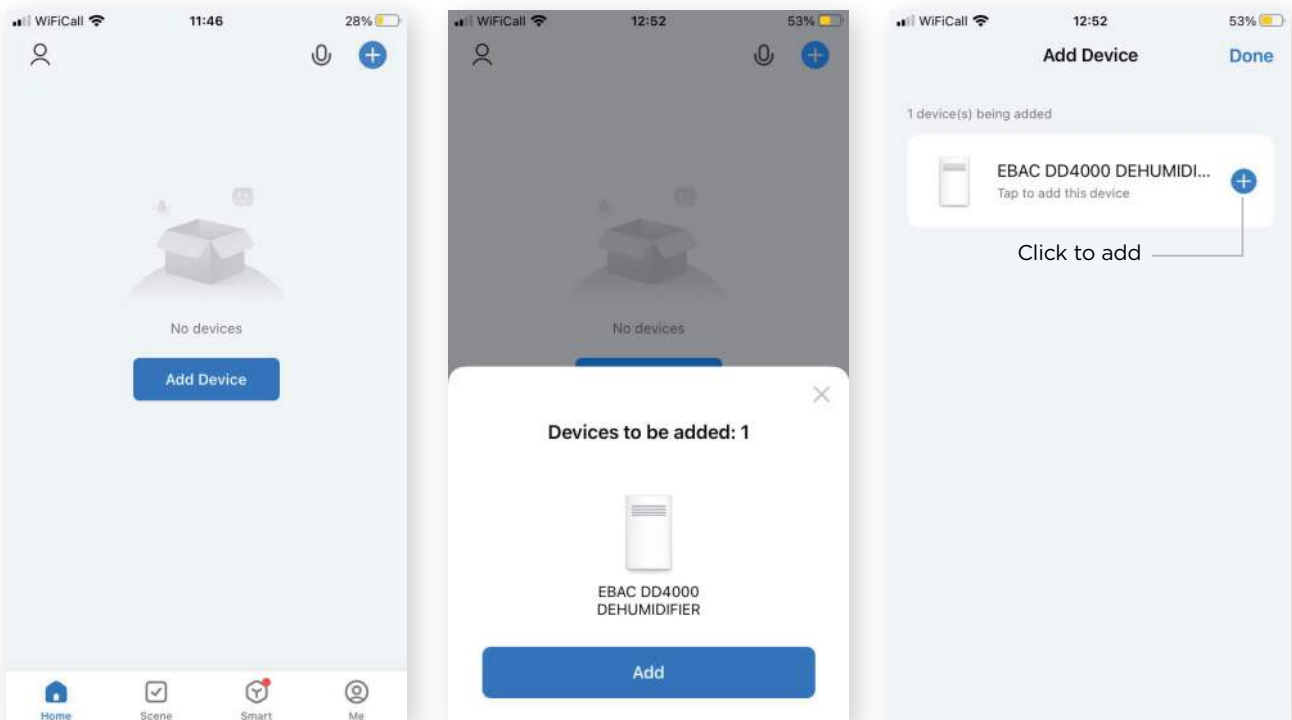 WiFiCall 11:46 28%
No devices
Add Device
Home Scene Smart Me
WiFiCall 12:52 53%
No devices
Devices to be added: 1
EBAC DD4000
DEHUMIDIFIER
Add
WiFiCall 12:52 53%
Add Device Done
1 device(s) being added
EBAC DD4000 DEHUMIDI...
Tap to add this device
Click to add